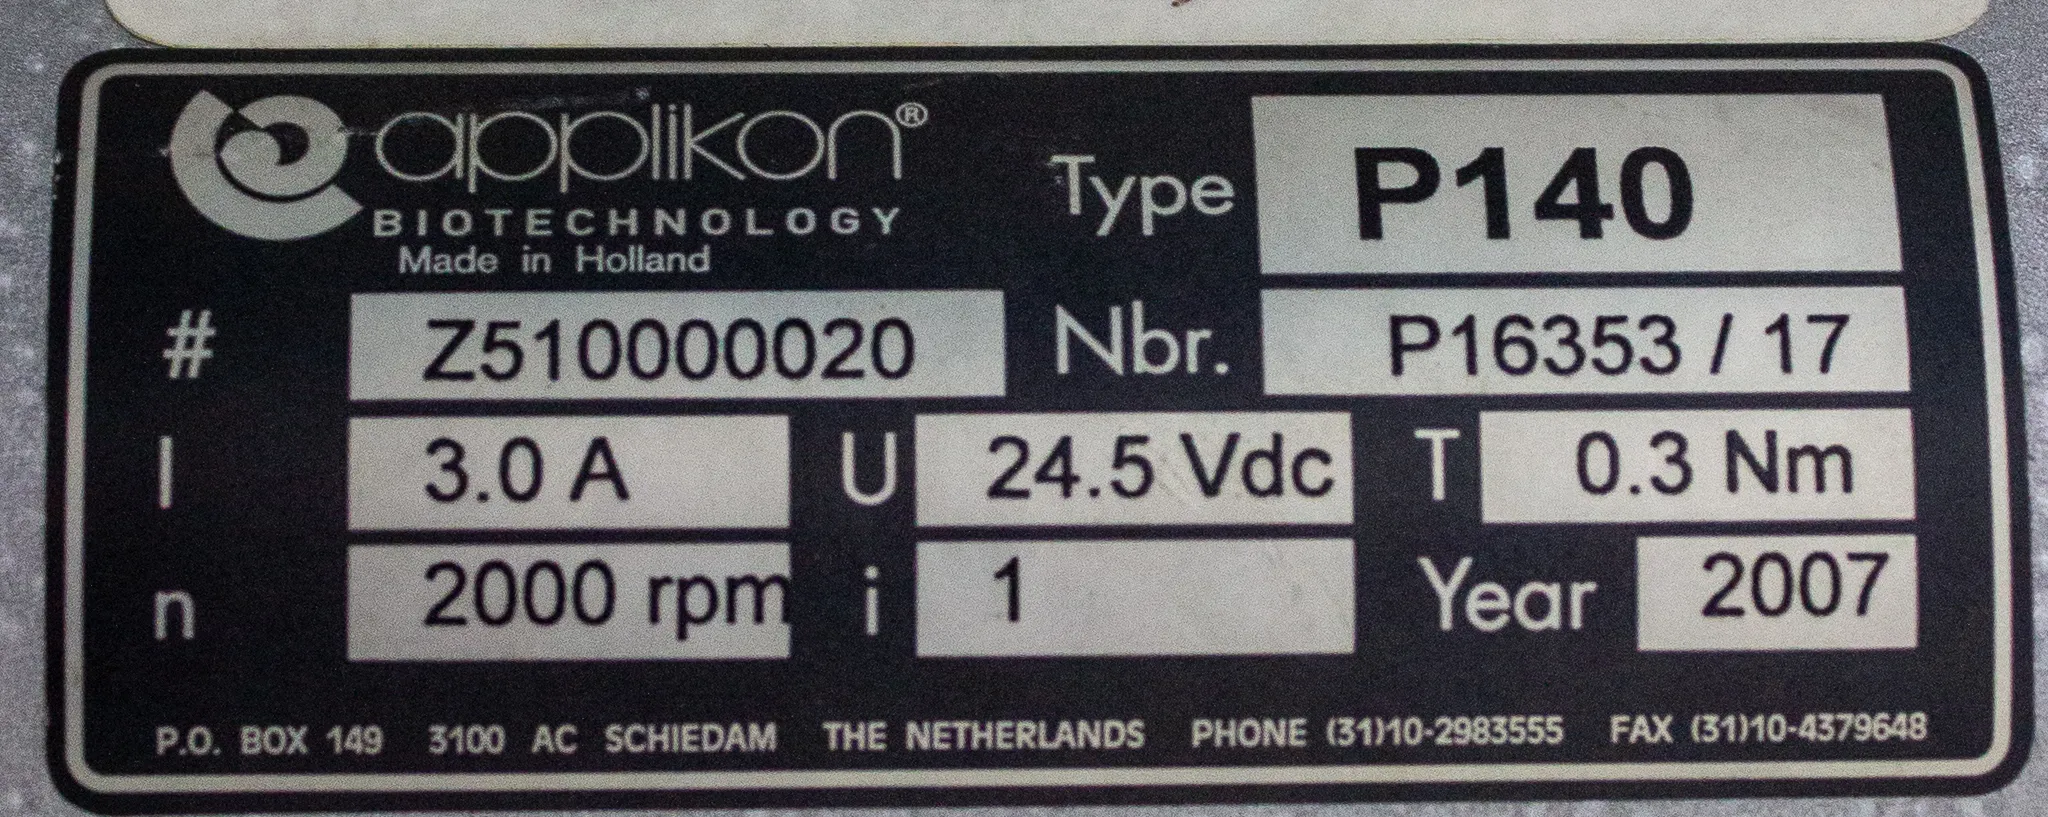 applikon®
BIOTECHNOLOGY
Made in Holland
Type P140
# Z510000020 Nbr. P16353 / 17
I 3.0 A U 24.5 Vdc T 0.3 Nm
n 2000 rpm i 1 Year 2007
P.O. BOX 149 3100 AC SCHIEDAM THE NETHERLANDS PHONE (31)10-2983555 FAX (31)10-4379648